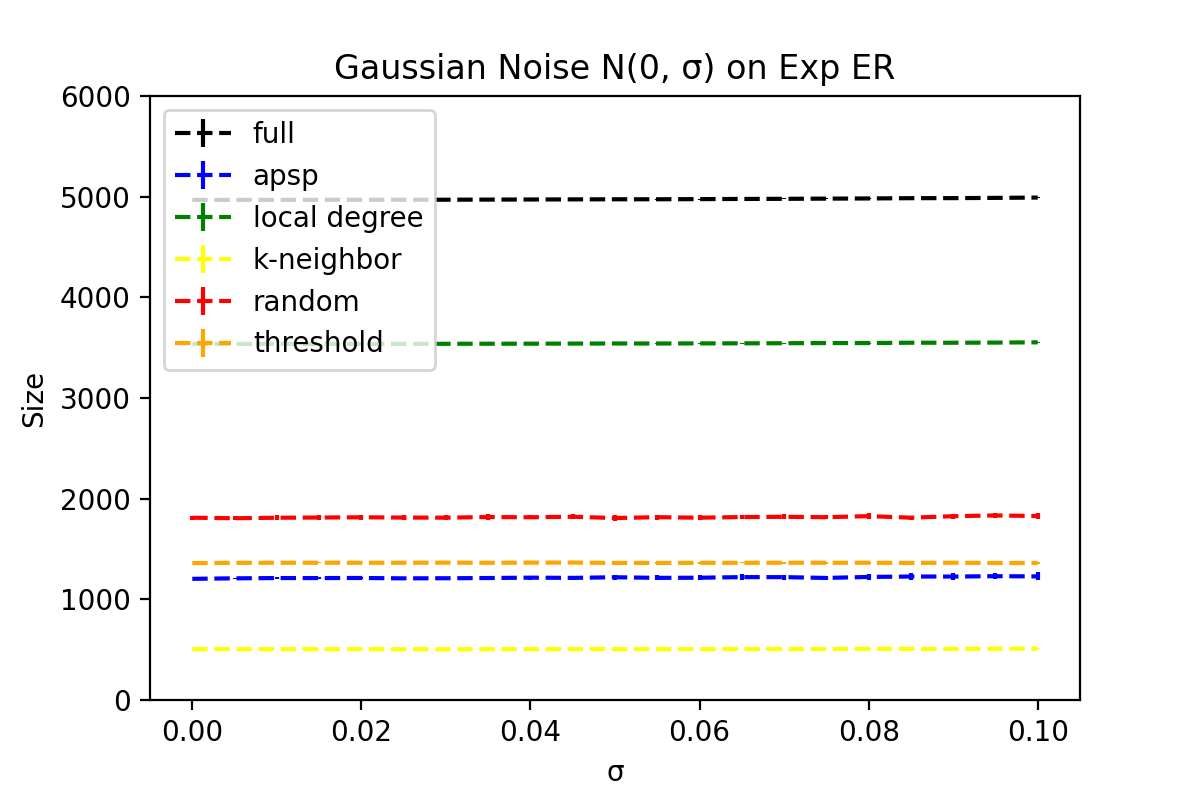 Gaussian Noise N(0, σ) on Exp ER
6000
5000
4000
3000
2000
1000
0
Size
full
apsp
local degree
k-neighbor
random
threshold
0.00
0.02
0.04
0.06
0.08
0.10
σ